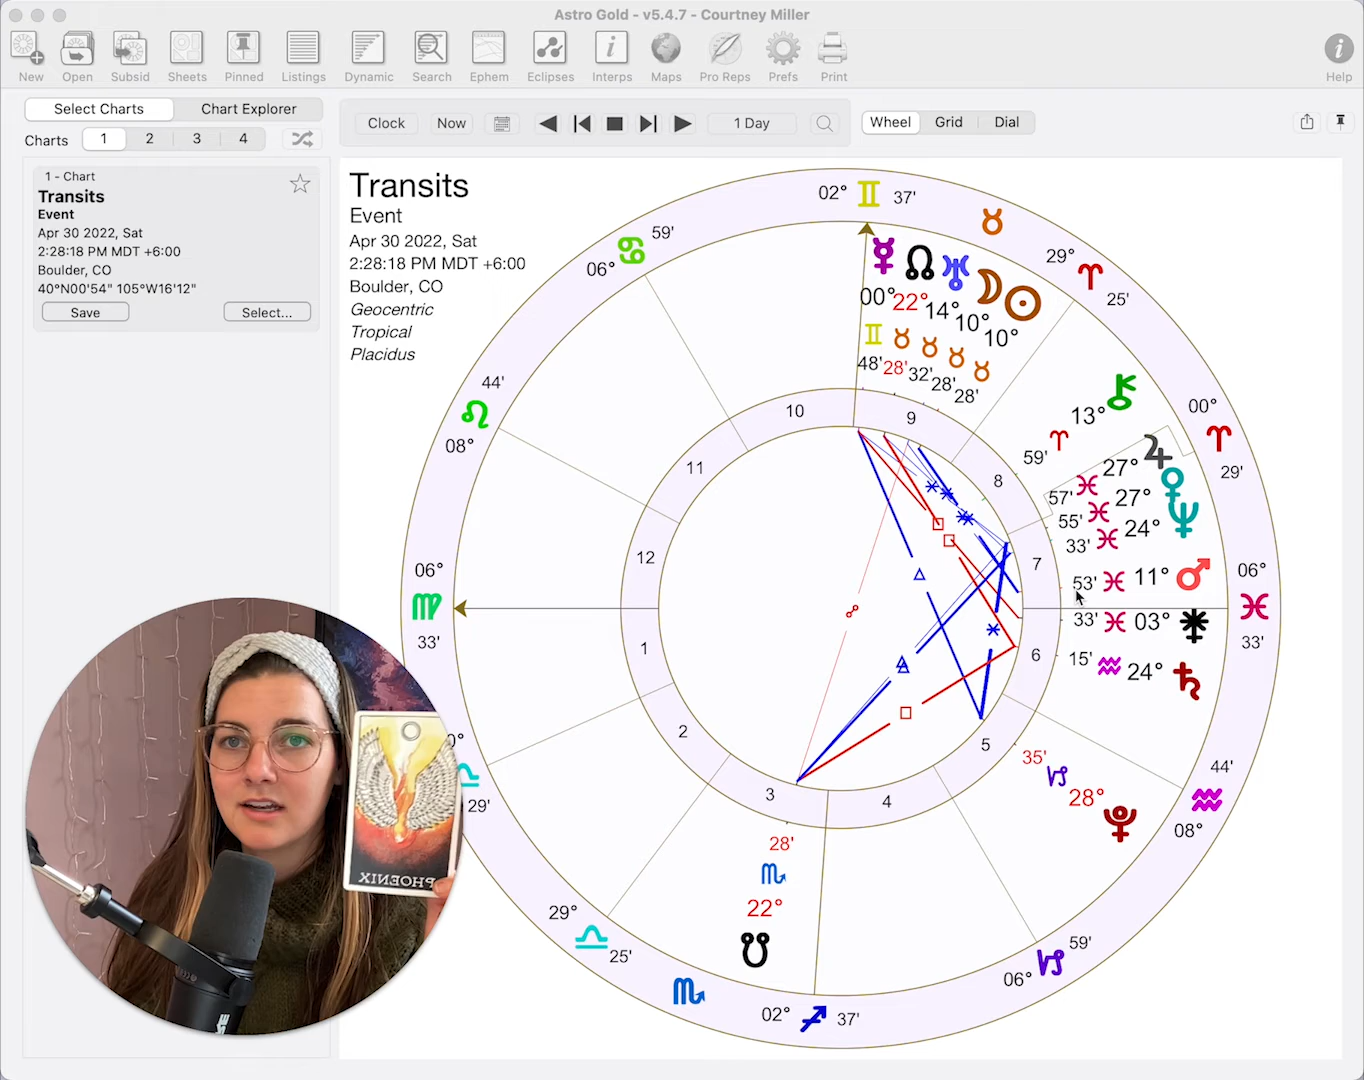 Astro Gold - v5.4.7 - Courtney Miller
New Open Subsid Sheets Pinned Listings Dynamic Search Ephem Eclipses Interps Maps Pro Reps Prefs Print Help
Select Charts Chart Explorer
Charts 1 2 3 4
Clock Now 1 Day
Wheel Grid Dial
1 - Chart
Transits
Event
Apr 30 2022, Sat
2:28:18 PM MDT +6:00
Boulder, CO
40°N00'54" 105°W16'12"
Save Select...
Transits
Event
Apr 30 2022, Sat
2:28:18 PM MDT +6:00
Boulder, CO
Geocentric
Tropical
Placidus
02° ♊ 37'
♉
29° ♈ 25'
06° ♋ 59'
☿ ☊ ♅ ☽ ☉
00° 22° 14° 10° 10°
♊ ♉ ♉ ♉ ♉
48' 28' 32' 28' 28'
44' ♌ 08°
13° ⚷
59' ♈
00° ♈ 29'
57' ♓ 27° ♃
55' ♓ 27° ♀
33' ♓ 24° ♆
53' ♓ 11° ♂
33' ♓ 03° ⚵
15' ♒ 24° ♄
06° ♍ 33'
06° ♓ 33'
10
9
11
8
12
7
1
6
2
5
3
4
35' ♑ 28° ♇
44' ♒ 08°
0° ♎ 29'
28'
♏
22°
☋
29° ♎ 25'
♏
02° ♐ 37'
06° ♑ 59'
PHOENIX